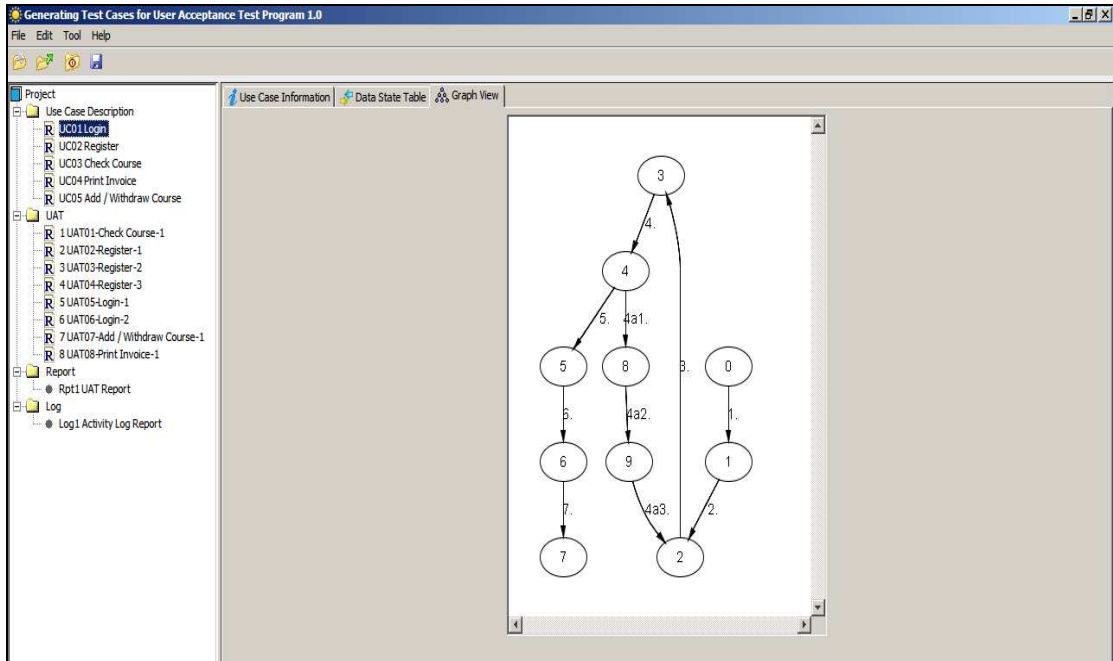 Generating Test Cases for User Acceptance Test Program 1.0
File Edit Tool Help
Project
Use Case Description
UC01 Login
UC02 Register
UC03 Check Course
UC04 Print Invoice
UC05 Add / Withdraw Course
UAT
1 UAT01-Check Course-1
2 UAT02-Register-1
3 UAT03-Register-2
4 UAT04-Register-3
5 UAT05-Login-1
6 UAT06-Login-2
7 UAT07-Add / Withdraw Course-1
8 UAT08-Print Invoice-1
Report
Rpt1 UAT Report
Log
Log1 Activity Log Report
Use Case Information Data State Table Graph View
3
4.
4
5. 4a1.
5 8 3. 0
6. 4a2. 1.
6 9 1
7. 4a3. 2.
7 2